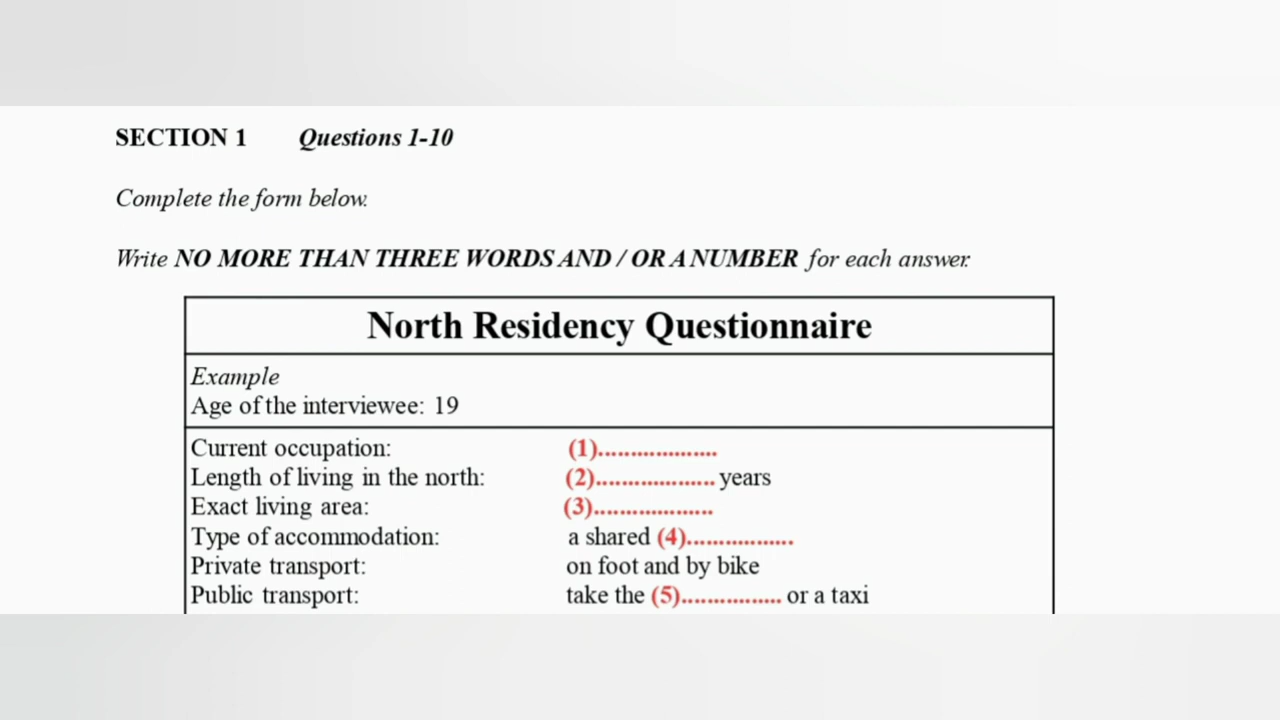 SECTION 1 Questions 1-10
Complete the form below.
Write NO MORE THAN THREE WORDS AND / OR A NUMBER for each answer.
North Residency Questionnaire
Example
Age of the interviewee: 19
Current occupation: (1)...................
Length of living in the north: (2)................... years
Exact living area: (3)...................
Type of accommodation: a shared (4).................
Private transport: on foot and by bike
Public transport: take the (5)................ or a taxi